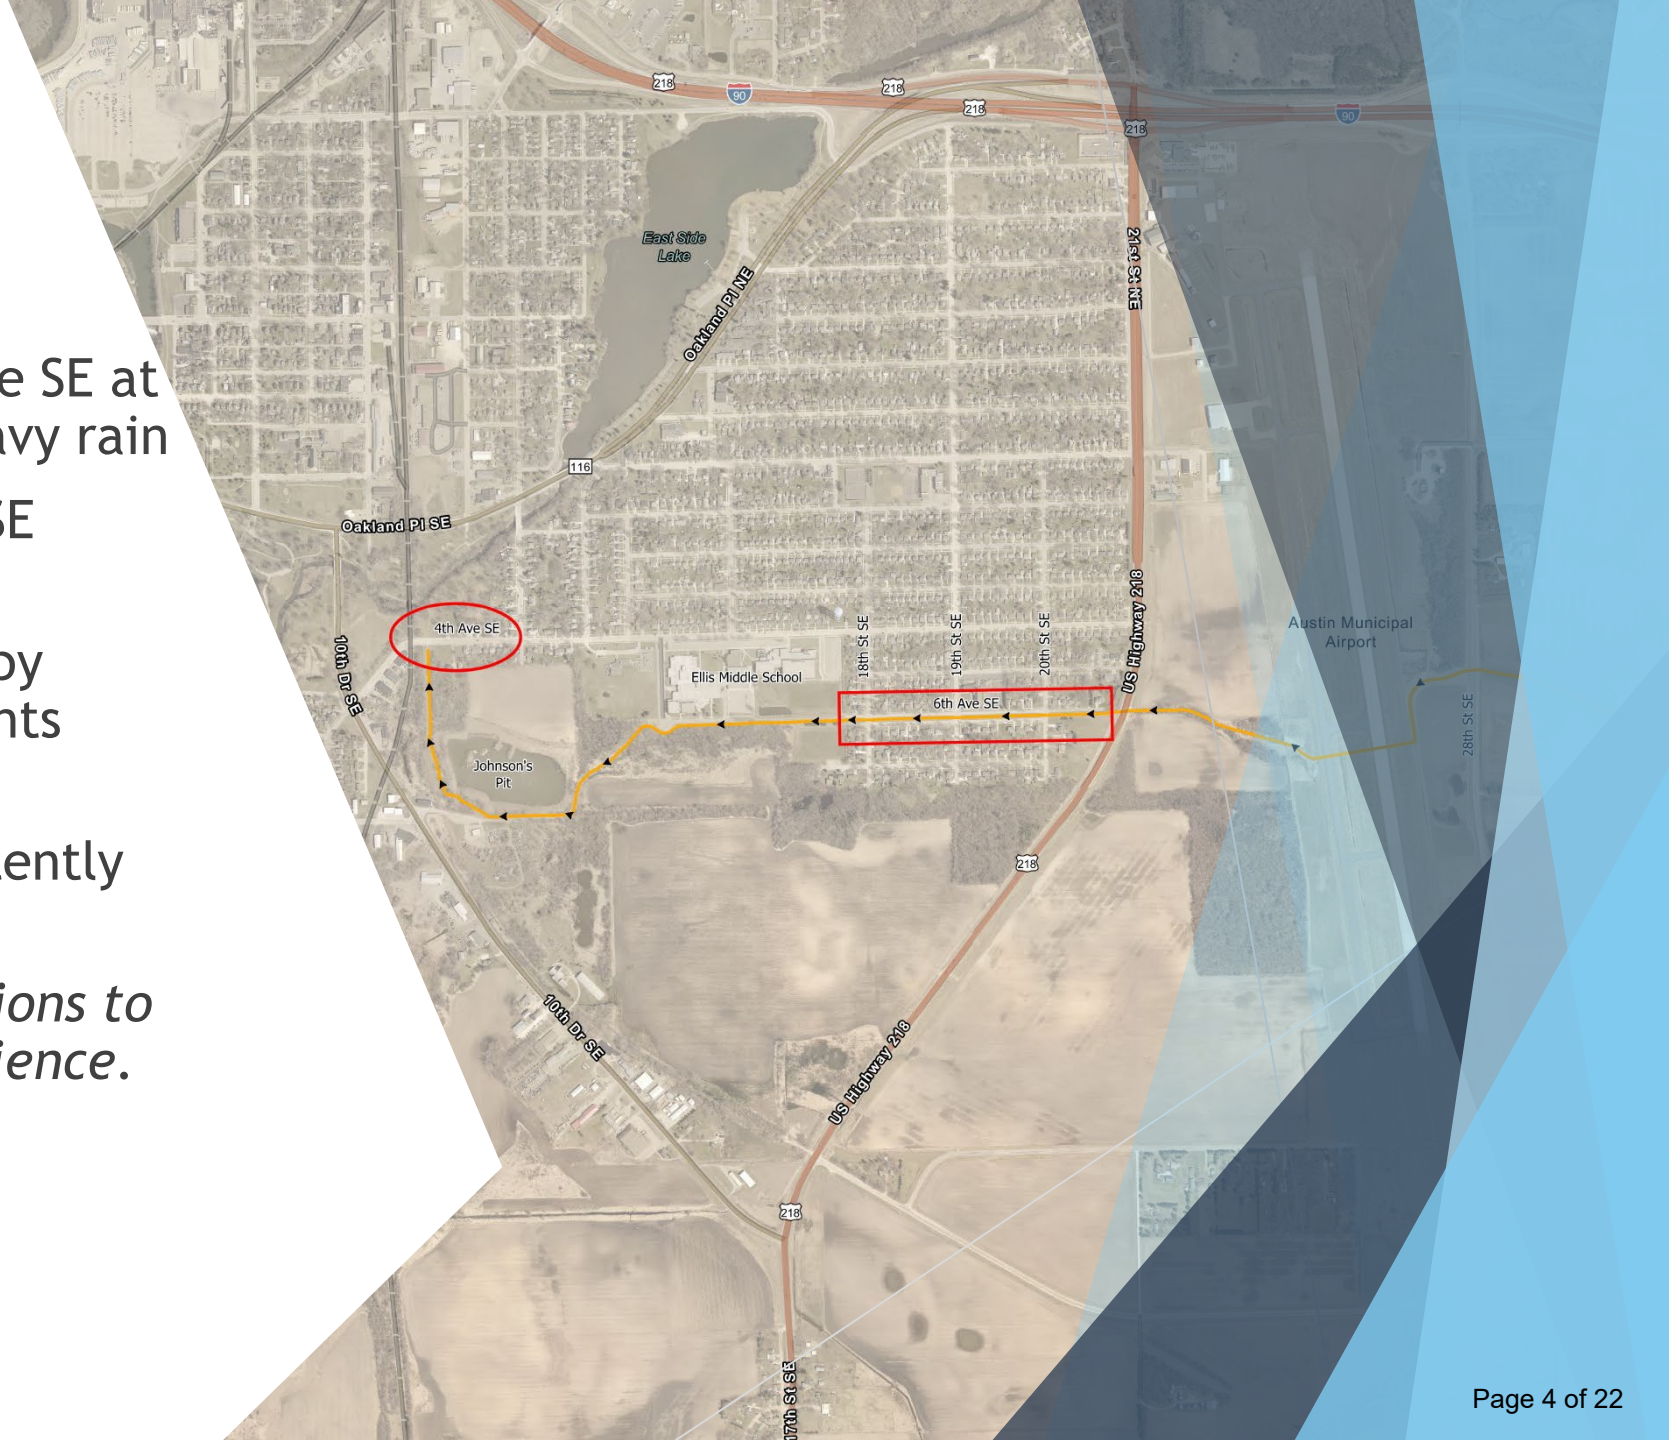 e SE at
avy rain
SE
by
nts
ently
ions to
ience.
218
90
218
218
218
90
East Side
Lake
Oakland Pl NE
21st St NE
116
Oakland Pl SE
4th Ave SE
10th Dr SE
Ellis Middle School
18th St SE
19th St SE
20th St SE
US Highway 218
6th Ave SE
Austin Municipal
Airport
28th St SE
Johnson's
Pit
218
10th Dr SE
US Highway 218
218
17th St SE
Page 4 of 22